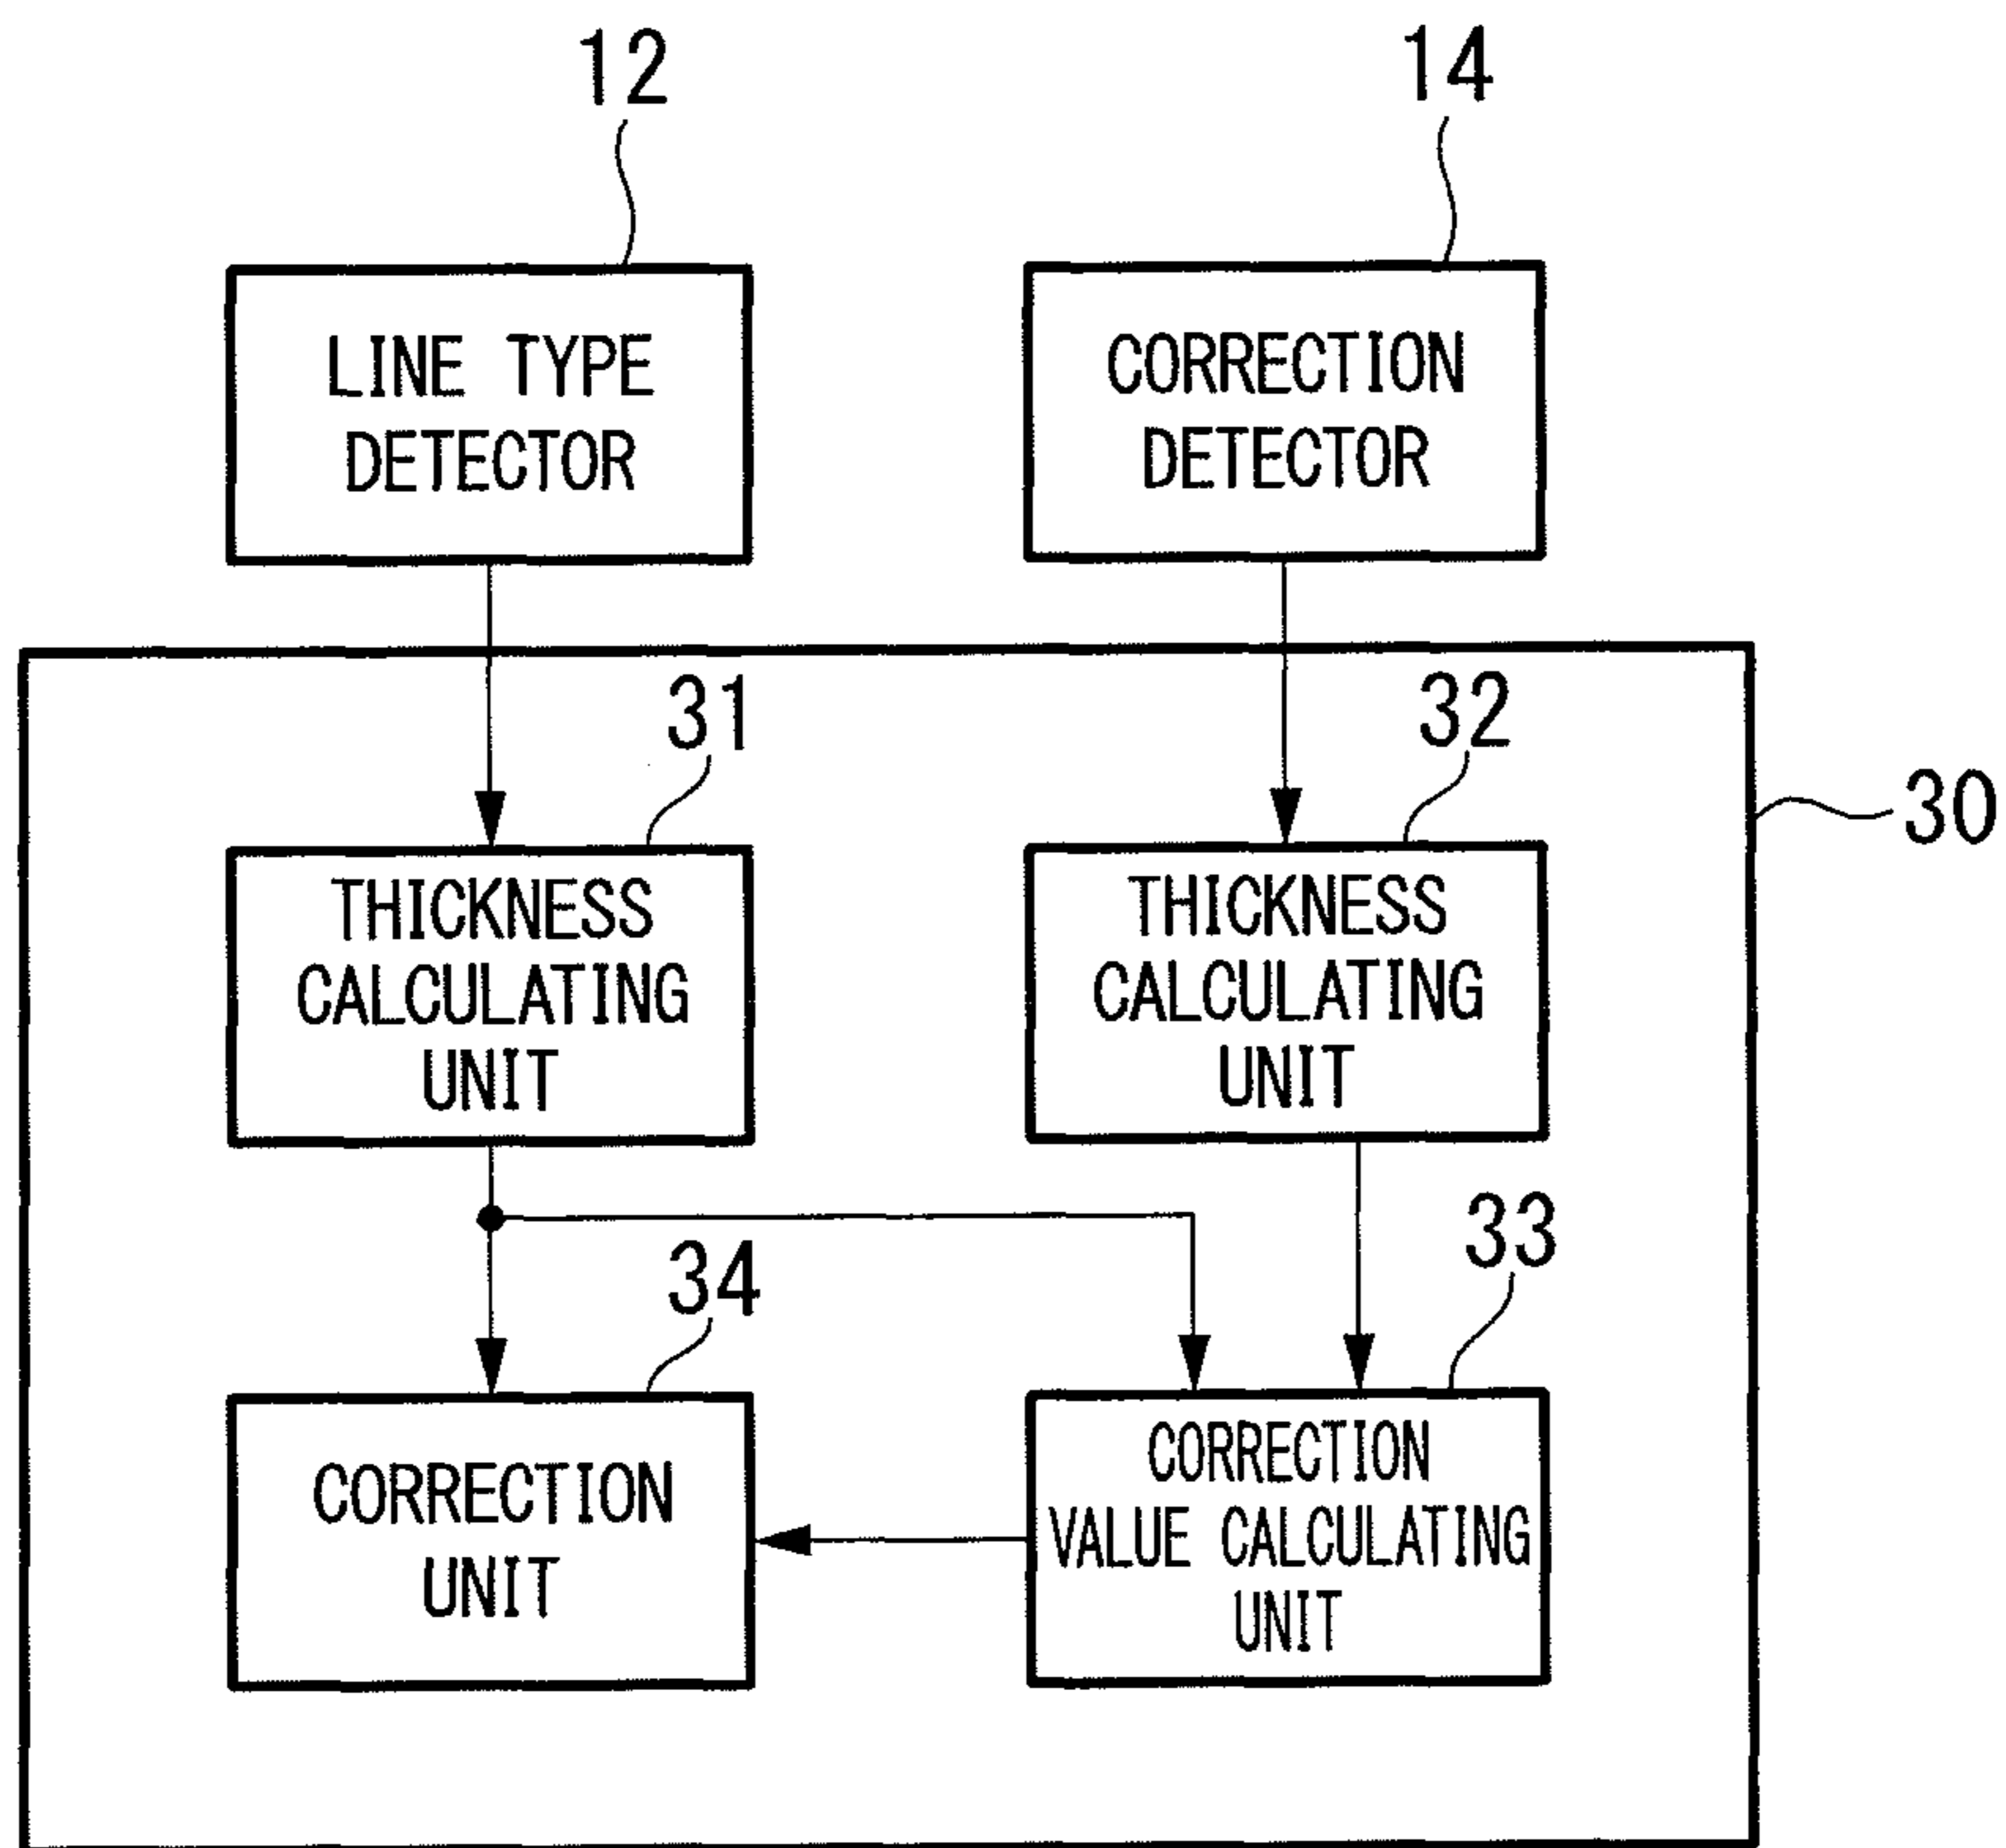 12
14
LINE TYPE
DETECTOR
CORRECTION
DETECTOR
31
32
30
THICKNESS
CALCULATING
UNIT
THICKNESS
CALCULATING
UNIT
34
33
CORRECTION
UNIT
CORRECTION
VALUE CALCULATING
UNIT